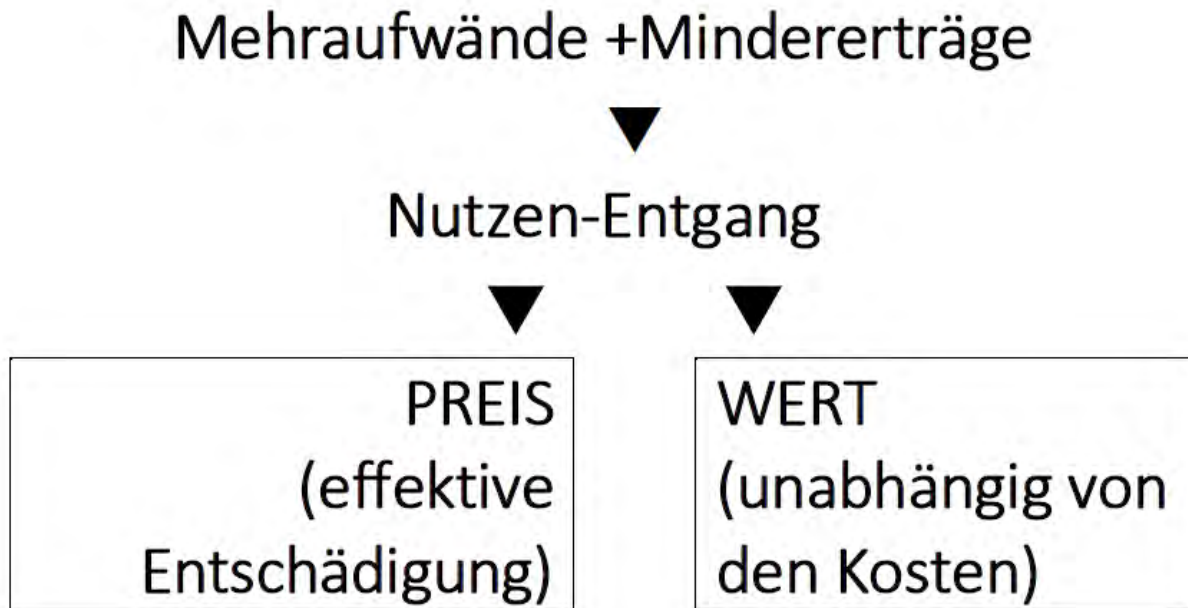 Mehraufwände +Mindererträge
Nutzen-Entgang
PREIS
(effektive
Entschädigung)
WERT
(unabhängig von
den Kosten)